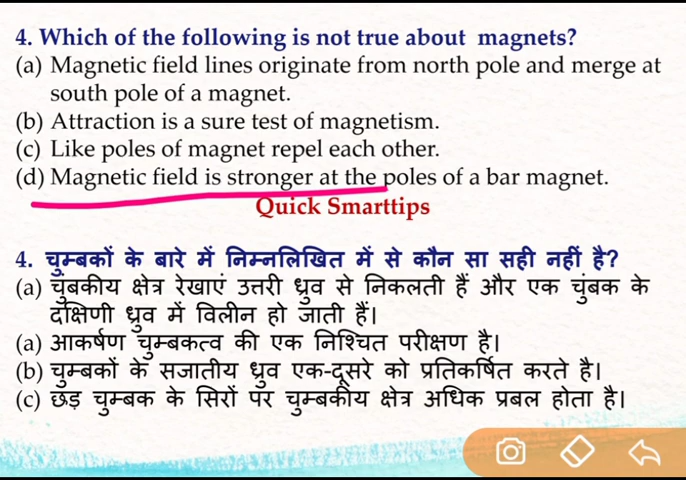 4. Which of the following is not true about magnets?
(a) Magnetic field lines originate from north pole and merge at
south pole of a magnet.
(b) Attraction is a sure test of magnetism.
(c) Like poles of magnet repel each other.
(d) Magnetic field is stronger at the poles of a bar magnet.
Quick Smarttips
4. चुम्बकों के बारे में निम्नलिखित में से कौन सा सही नहीं है?
(a) चुंबकीय क्षेत्र रेखाएं उत्तरी ध्रुव से निकलती हैं और एक चुंबक के
दक्षिणी ध्रुव में विलीन हो जाती हैं।
(a) आकर्षण चुम्बकत्व की एक निश्चित परीक्षण है।
(b) चुम्बकों के सजातीय ध्रुव एक-दूसरे को प्रतिकर्षित करते है।
(c) छड़ चुम्बक के सिरों पर चुम्बकीय क्षेत्र अधिक प्रबल होता है।